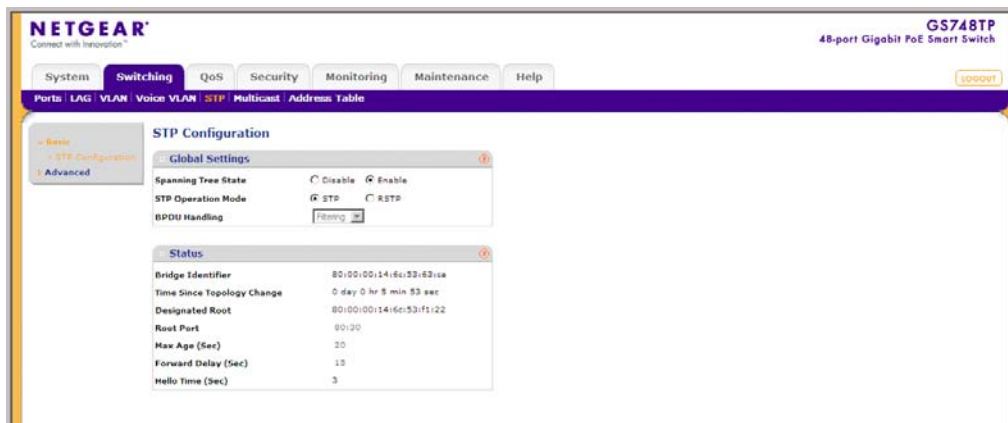 NETGEAR
Connect with Innovation™
GS748TP
48-port Gigabit PoE Smart Switch
System Switching QoS Security Monitoring Maintenance Help
LOGOUT
Ports LAG VLAN Voice VLAN STP Multicast Address Table
Basic
STP Configuration
Advanced
STP Configuration
Global Settings
Spanning Tree State Disable Enable
STP Operation Mode STP RSTP
BPDU Handling Filtering
Status
Bridge Identifier 80:00:00:14:6c:53:63:ca
Time Since Topology Change 0 day 0 hr 5 min 53 sec
Designated Root 80:00:00:14:6c:53:f1:22
Root Port 80:30
Max Age (Sec) 20
Forward Delay (Sec) 15
Hello Time (Sec) 3